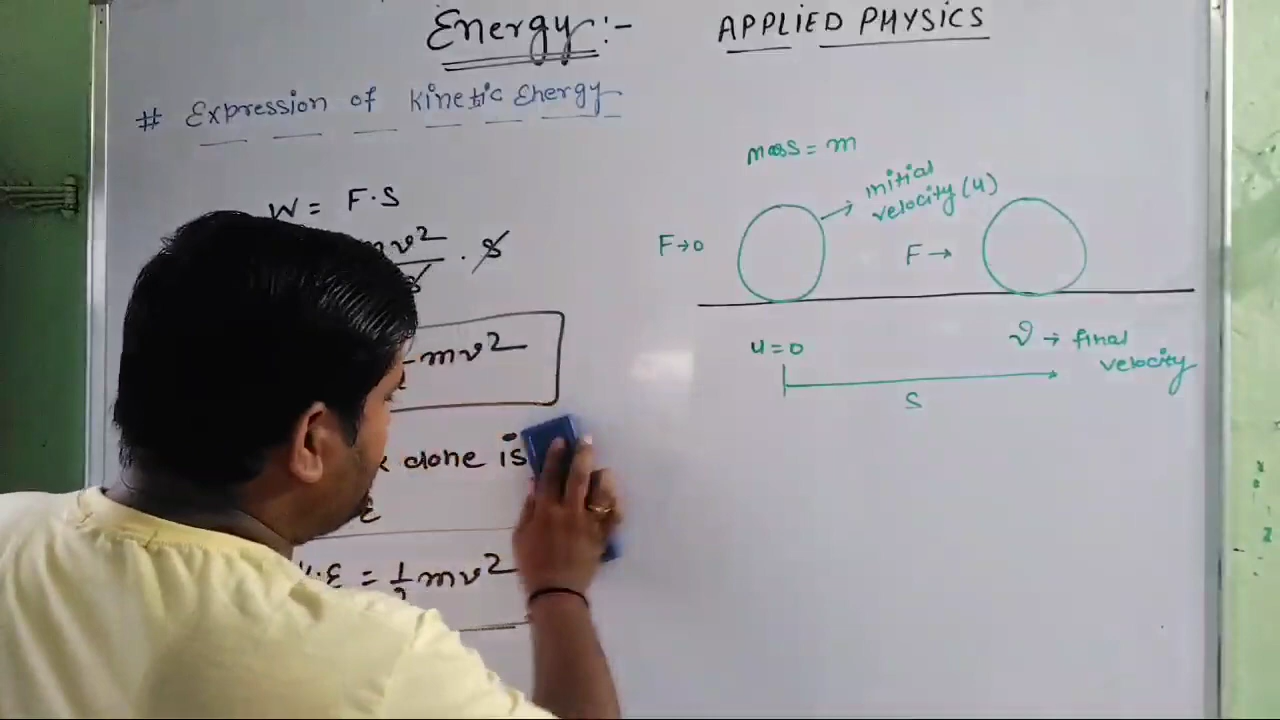 Energy:-
APPLIED PHYSICS
# Expression of Kinetic Energy
W = F·S
mv² · s
mv²
done is
K.E = 1/2 mv²
mass = m
initial
velocity (u)
F→0
F→
u=0
v → final
velocity
S